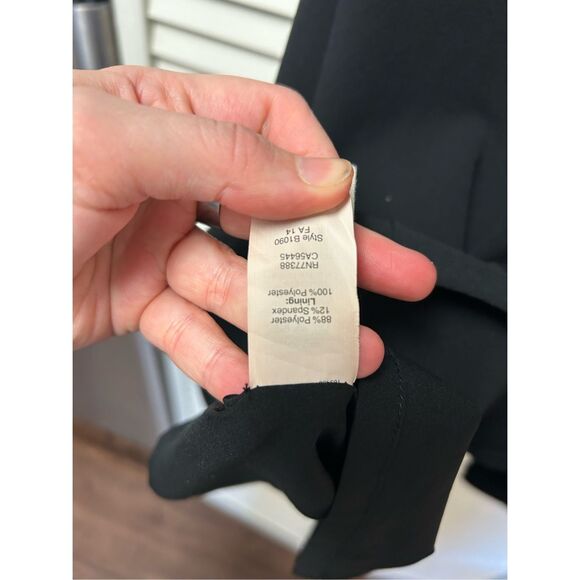 88% Polyester
12% Spandex
Lining:
100% Polyester
RN77388
CA56445
Style B1090
FA 14